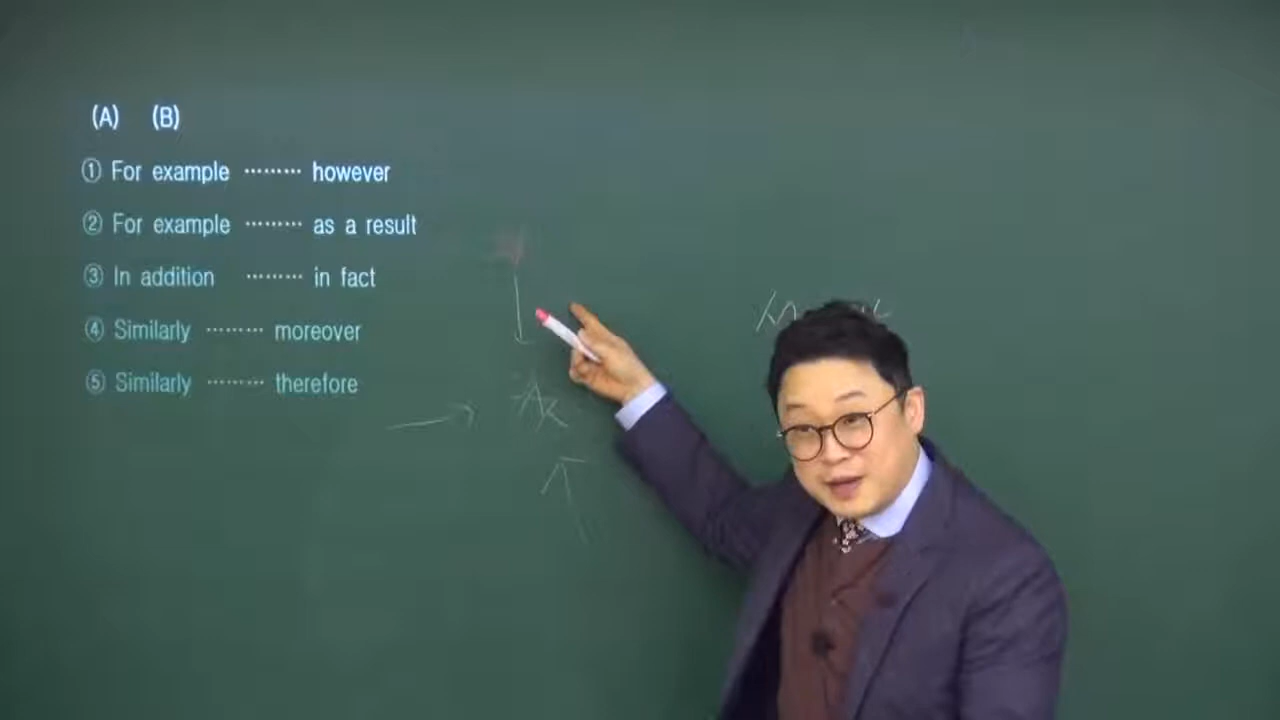 (A) (B)
① For example ········· however
② For example ········· as a result
③ In addition ········· in fact
④ Similarly ········· moreover
⑤ Similarly ········· therefore